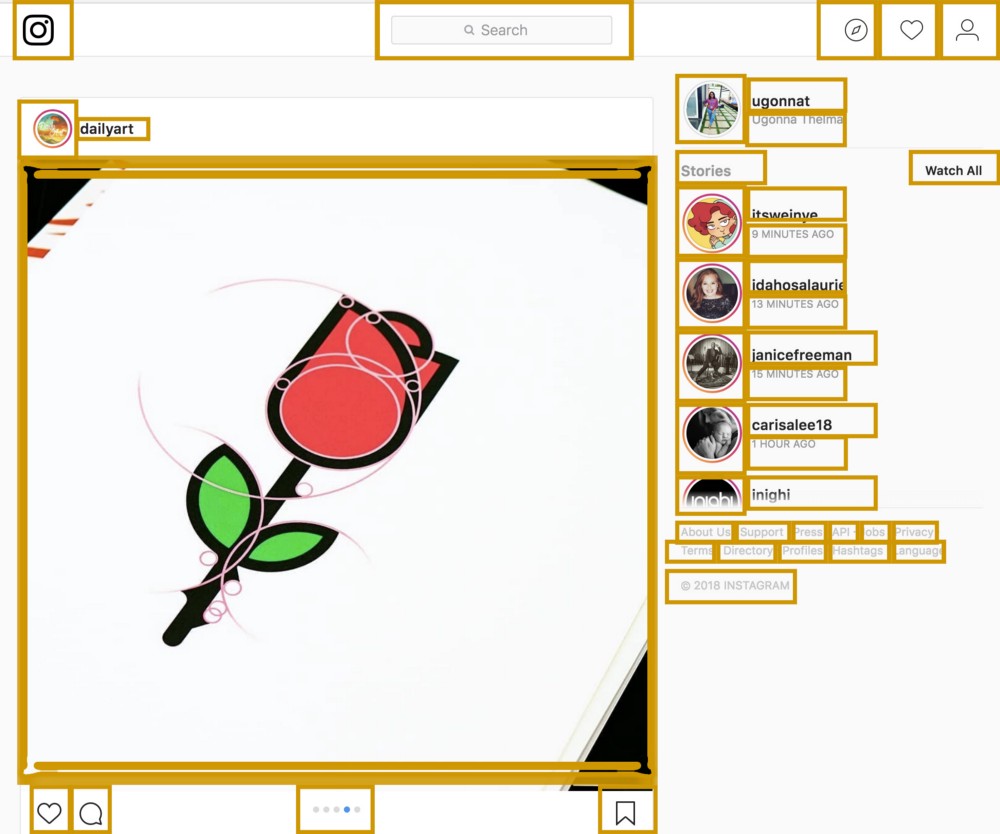 Search
dailyart
ugonnat
Ugonna Thelma
Stories
Watch All
itsweinye
9 MINUTES AGO
idahosalaurie
13 MINUTES AGO
janicefreeman
15 MINUTES AGO
carisalee18
1 HOUR AGO
inighi
About Us Support Press API Jobs Privacy
Terms Directory Profiles Hashtags Language
© 2018 INSTAGRAM